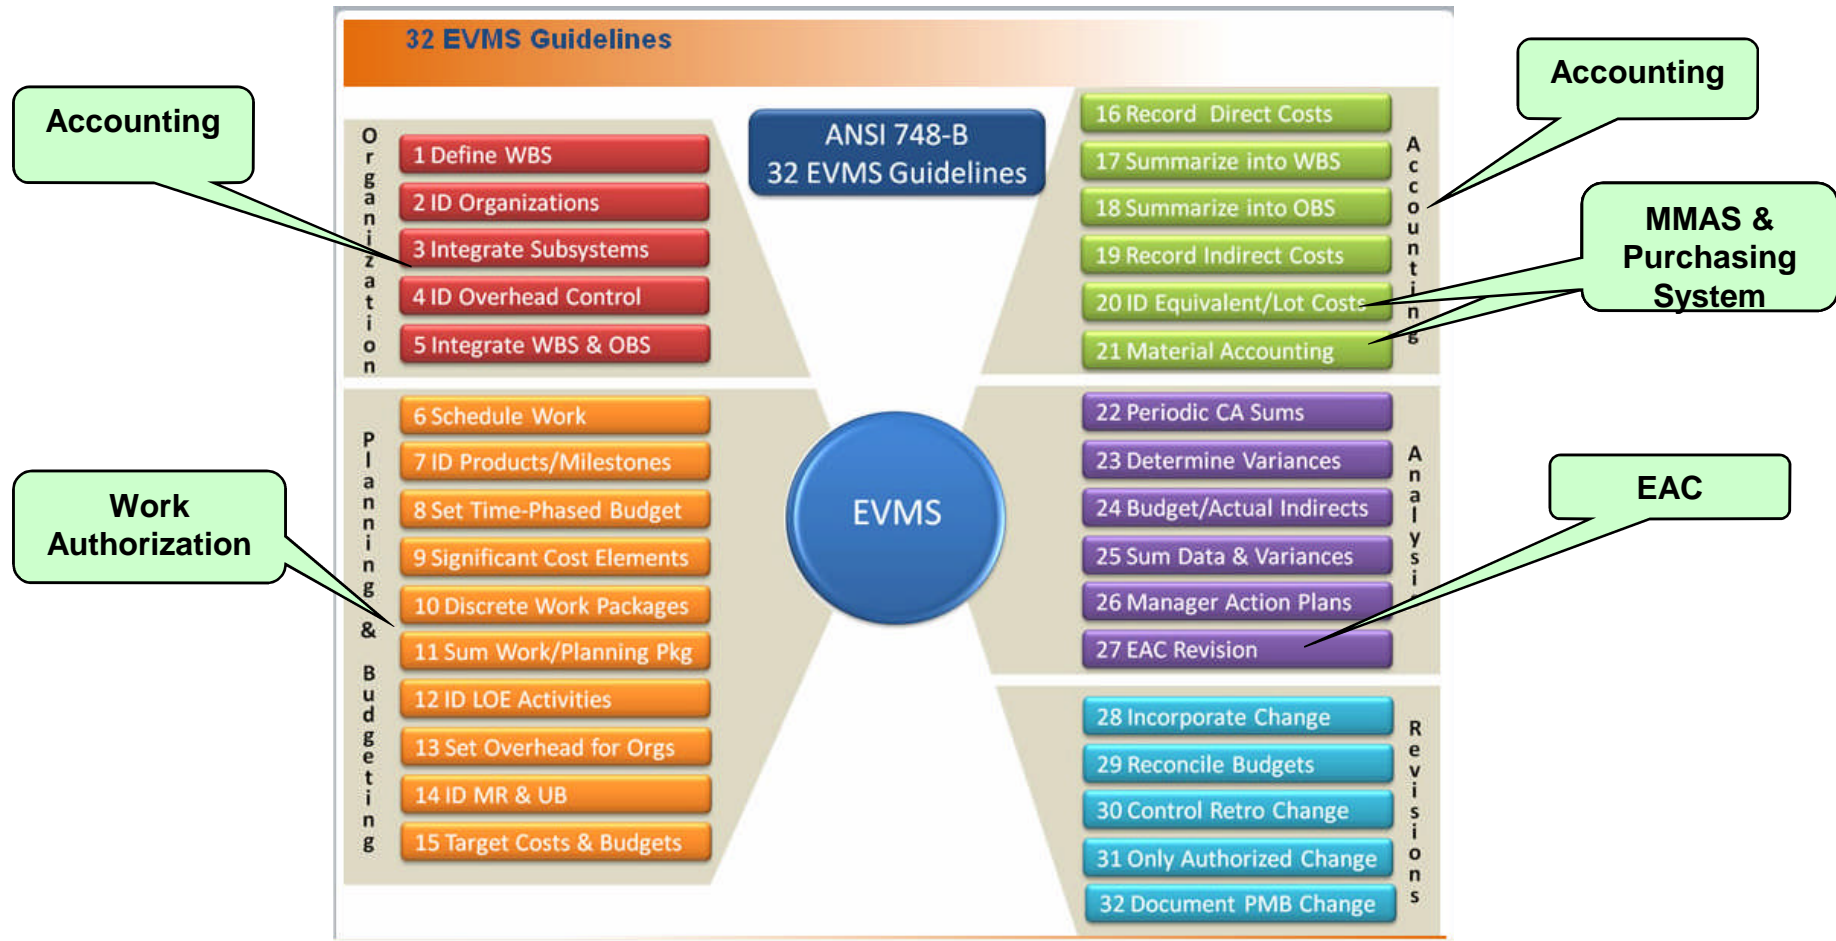 32 EVMS Guidelines
Accounting
Organization
1 Define WBS
2 ID Organizations
3 Integrate Subsystems
4 ID Overhead Control
5 Integrate WBS & OBS
Work
Authorization
Planning & Budgeting
6 Schedule Work
7 ID Products/Milestones
8 Set Time-Phased Budget
9 Significant Cost Elements
10 Discrete Work Packages
11 Sum Work/Planning Pkg
12 ID LOE Activities
13 Set Overhead for Orgs
14 ID MR & UB
15 Target Costs & Budgets
ANSI 748-B
32 EVMS Guidelines
EVMS
16 Record  Direct Costs
17 Summarize into WBS
18 Summarize into OBS
19 Record Indirect Costs
20 ID Equivalent/Lot Costs
21 Material Accounting
Accounting
Accounting
MMAS &
Purchasing
System
22 Periodic CA Sums
23 Determine Variances
24 Budget/Actual Indirects
25 Sum Data & Variances
26 Manager Action Plans
27 EAC Revision
Analysis
EAC
28 Incorporate Change
29 Reconcile Budgets
30 Control Retro Change
31 Only Authorized Change
32 Document PMB Change
Revisions